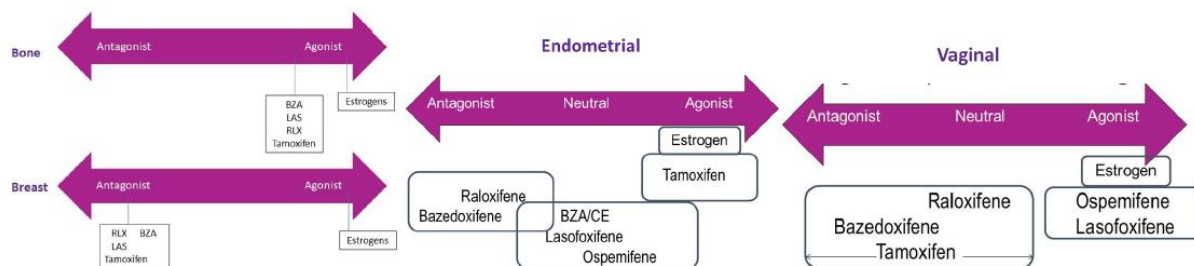 Bone
Antagonist Agonist
BZA
LAS
RLX
Tamoxifen
Estrogens
Breast
Antagonist Agonist
RLX BZA
LAS
Tamoxifen
Estrogens
Endometrial
Antagonist Neutral Agonist
Estrogen
Tamoxifen
Raloxifene
Bazedoxifene
BZA/CE
Lasofoxifene
Ospemifene
Vaginal
Antagonist Neutral Agonist
Estrogen
Raloxifene
Bazedoxifene
Tamoxifen
Ospemifene
Lasofoxifene